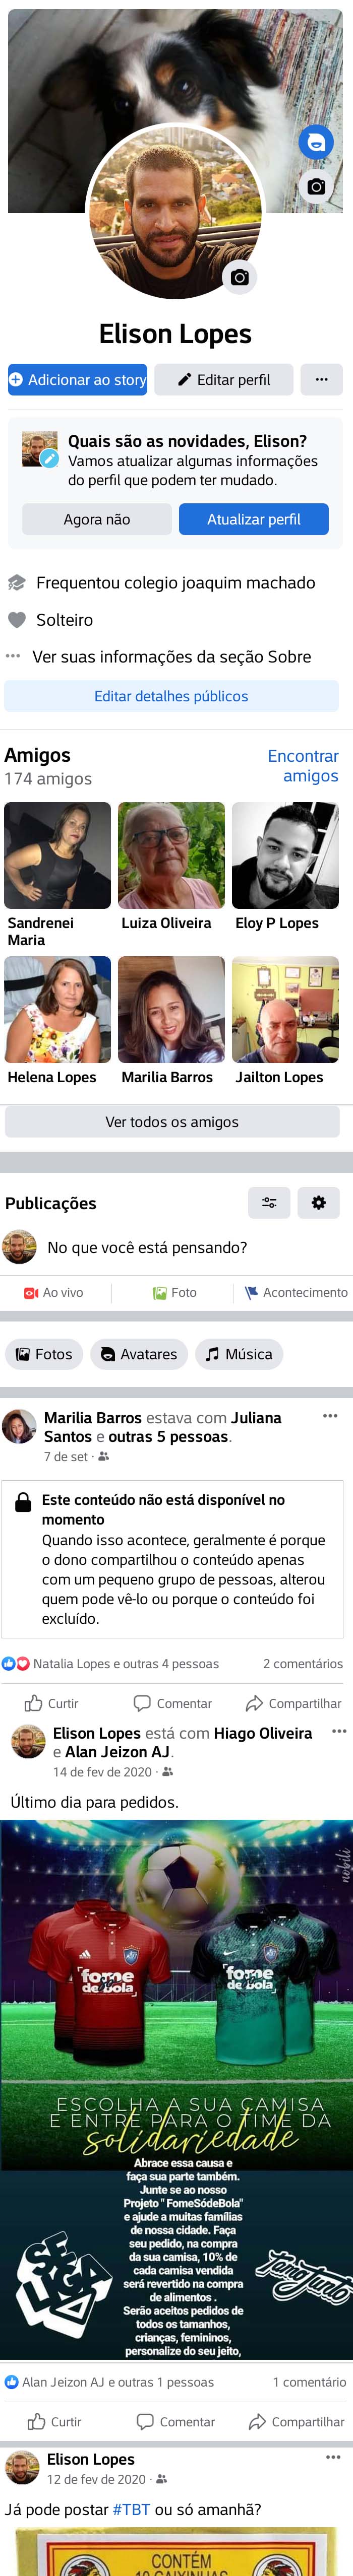 Elison Lopes
Adicionar ao story
Editar perfil
Quais são as novidades, Elison?
Vamos atualizar algumas informações
do perfil que podem ter mudado.
Agora não
Atualizar perfil
Frequentou colegio joaquim machado
Solteiro
Ver suas informações da seção Sobre
Editar detalhes públicos
Amigos
174 amigos
Encontrar
amigos
Sandrenei
Maria
Luiza Oliveira
Eloy P Lopes
Helena Lopes
Marilia Barros
Jailton Lopes
Ver todos os amigos
Publicações
No que você está pensando?
Ao vivo
Foto
Acontecimento
Fotos
Avatares
Música
Marilia Barros estava com Juliana
Santos e outras 5 pessoas.
7 de set ·
Este conteúdo não está disponível no
momento
Quando isso acontece, geralmente é porque
o dono compartilhou o conteúdo apenas
com um pequeno grupo de pessoas, alterou
quem pode vê-lo ou porque o conteúdo foi
excluído.
Natalia Lopes e outras 4 pessoas
2 comentários
Curtir
Comentar
Compartilhar
Elison Lopes está com Hiago Oliveira
e Alan Jeizon AJ.
14 de fev de 2020 ·
Último dia para pedidos.
nobili
fome
só
de bola
fome
só
de bola
ESCOLHA A SUA CAMISA
E ENTRE PARA O TIME DA
solidariedade
Abrace essa causa e
faça sua parte também.
Junte se ao nosso
Projeto " FomeSódeBola"
e ajude a muitas famílias
de nossa cidade. Faça
seu pedido, na compra
da sua camisa, 10% de
cada camisa vendida
será revertido na compra
de alimentos .
Serão aceitos pedidos de
todos os tamanhos,
crianças, femininos,
personalize do seu jeito,
Alan Jeizon AJ e outras 1 pessoas
1 comentário
Curtir
Comentar
Compartilhar
Elison Lopes
12 de fev de 2020 ·
Já pode postar #TBT ou só amanhã?
CONTÉM
10 CAIXINHAS